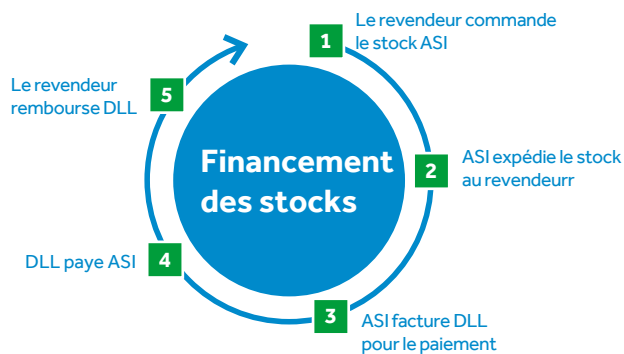 Financement
des stocks
1
Le revendeur commande
le stock ASI
2
ASI expédie le stock
au revendeurr
3
ASI facture DLL
pour le paiement
4
DLL paye ASI
5
Le revendeur
rembourse DLL